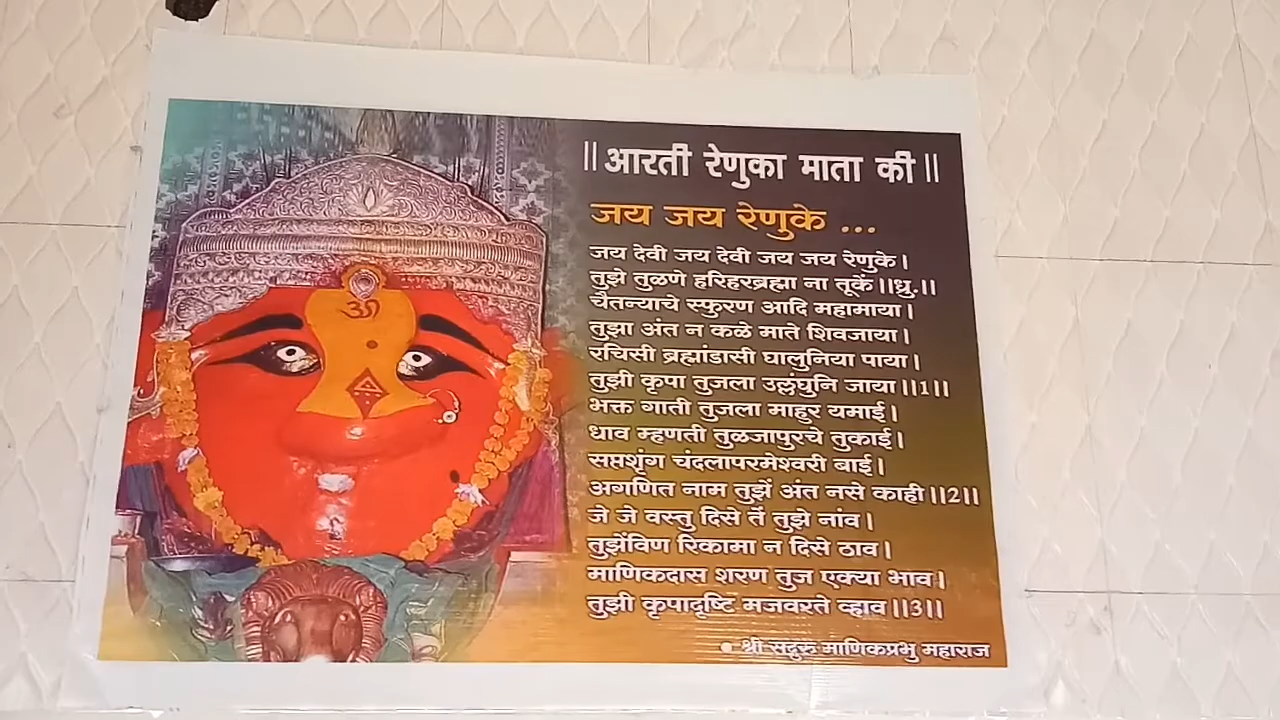 ॐ
|| आरती रेणुका माता की ||
जय जय रेणुके ...
जय देवी जय देवी जय जय रेणुके।
तुझे तुळणे हरिहरब्रह्मा ना तूकें ||ध्रु.||
चैतन्याचे स्फुरण आदि महामाया।
तुझा अंत न कळे माते शिवजाया।
रचिसी ब्रह्मांडासी घालुनिया पाया।
तुझी कृपा तुजला उल्लंघुनि जाया ||1||
भक्त गाती तुजला माहुर यमाई।
धाव म्हणती तुळजापुरचे तुकाई।
सप्तशृंग चंदलापरमेश्वरी बाई।
अगणित नाम तुझें अंत नसे काही ||2||
जे जे वस्तु दिसे तें तुझे नांव।
तुझेंविण रिकामा न दिसे ठाव।
माणिकदास शरण तुज एक्या भाव।
तुझी कृपादृष्टि मजवरते व्हाव ||3||
● श्री सद्गुरु माणिकप्रभु महाराज